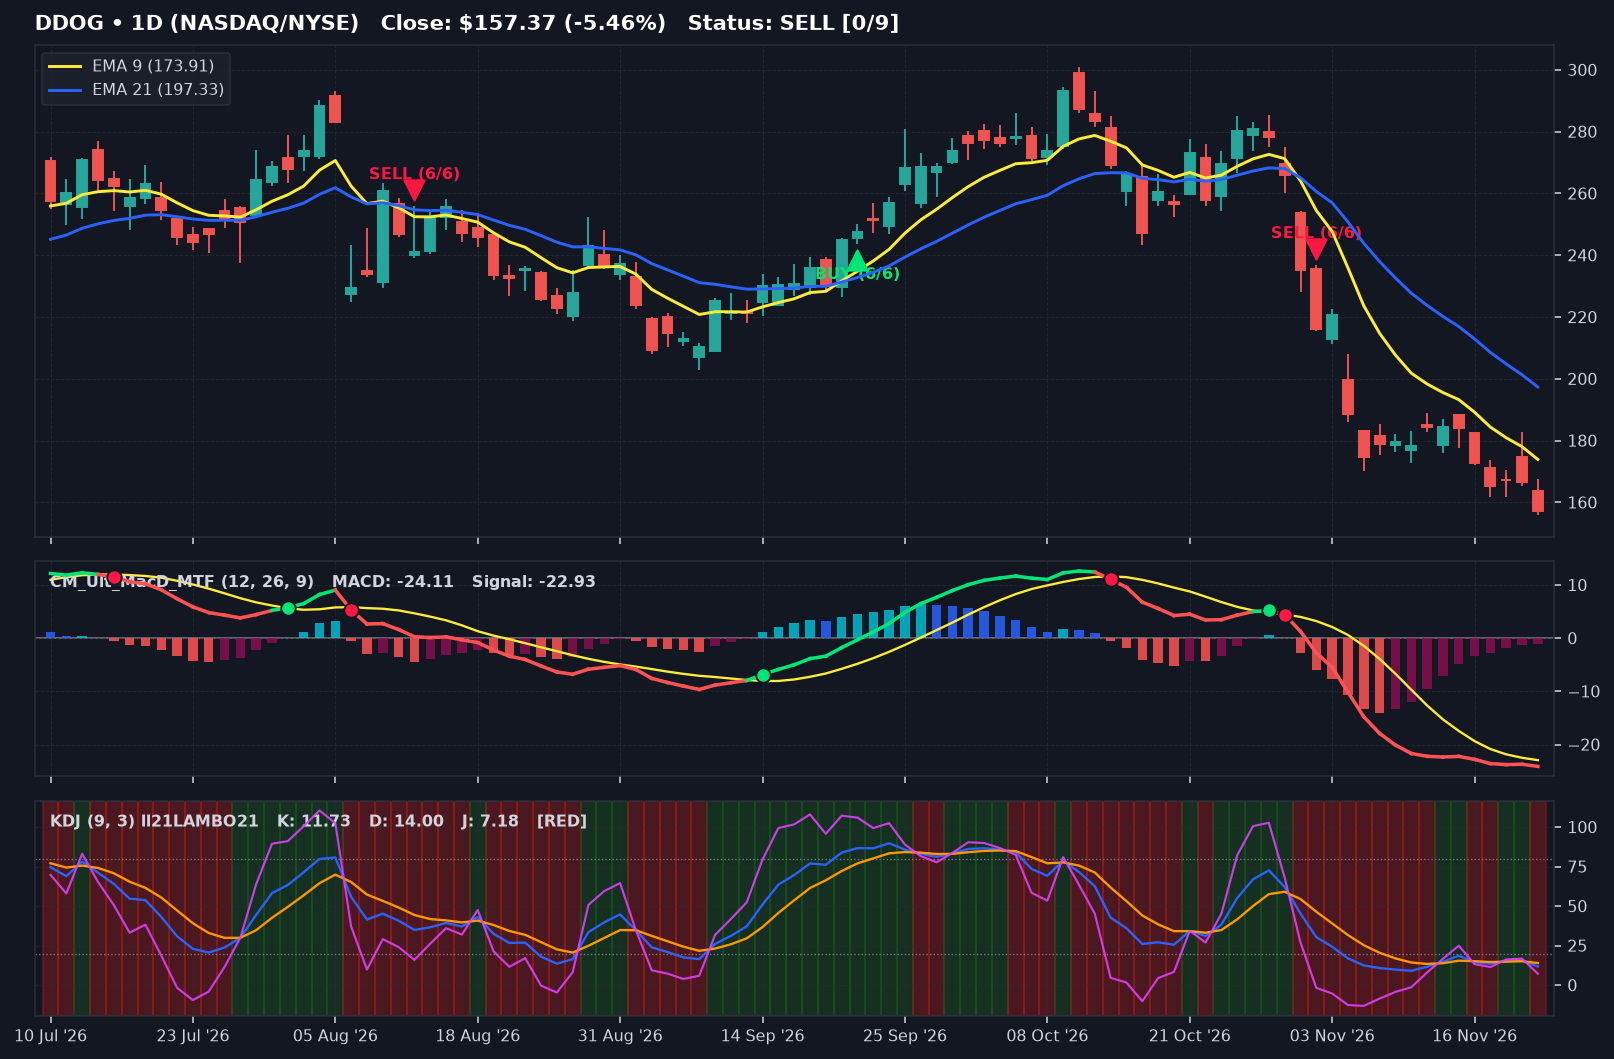 DDOG • 1D (NASDAQ/NYSE)   Close: $157.37 (-5.46%)   Status: SELL [0/9]
EMA 9 (173.91)
EMA 21 (197.33)
SELL (6/6)
BUY (6/6)
SELL (6/6)
300
280
260
240
220
200
180
160
CM_Ult_MacD_MTF (12, 26, 9)   MACD: -24.11   Signal: -22.93
10
0
−10
−20
KDJ (9, 3) II21LAMBO21   K: 11.73   D: 14.00   J: 7.18   [RED]
100
75
50
25
0
10 Jul '26   23 Jul '26   05 Aug '26   18 Aug '26   31 Aug '26   14 Sep '26   25 Sep '26   08 Oct '26   21 Oct '26   03 Nov '26   16 Nov '26